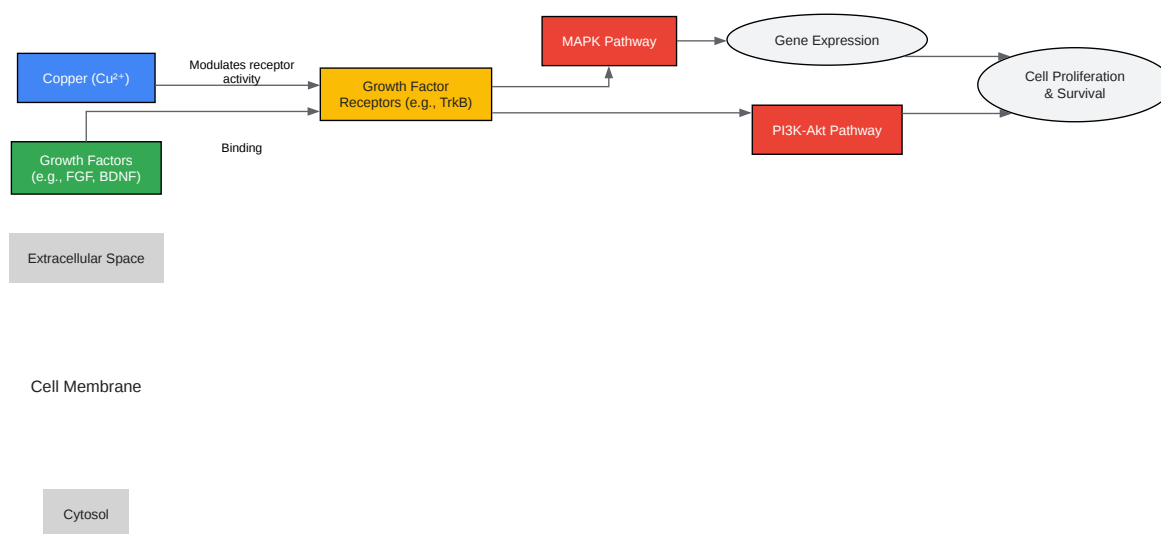 MAPK Pathway
Gene Expression
Copper (Cu²⁺)
Modulates receptor
activity
Growth Factor
Receptors (e.g., TrkB)
Cell Proliferation
& Survival
PI3K-Akt Pathway
Binding
Growth Factors
(e.g., FGF, BDNF)
Extracellular Space
Cell Membrane
Cytosol